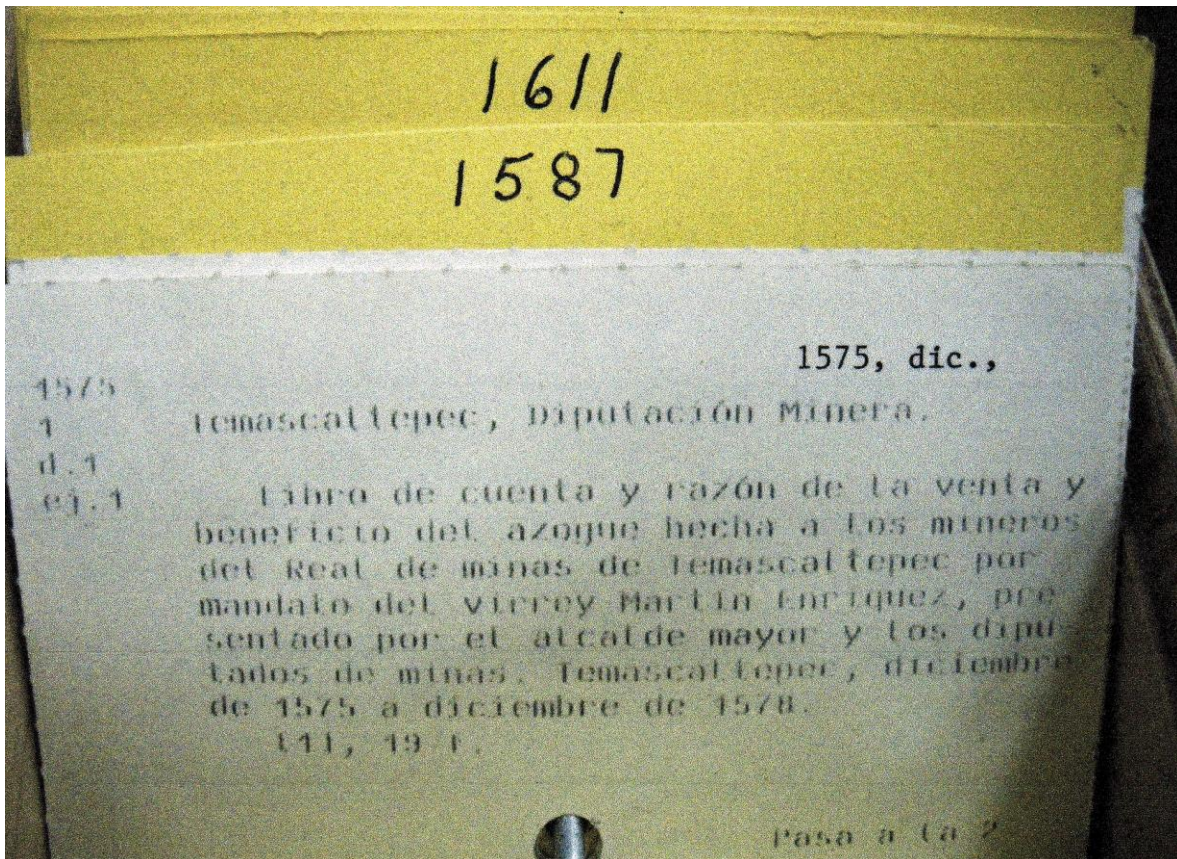 1611
1587
1575, dic.,
1575
1
Temascaltepec, Diputación Minera.
d.1
ej.1
Libro de cuenta y razón de la venta y
beneficio del azogue hecha a los mineros
del Real de minas de Temascaltepec por
mandato del virrey Martín Enríquez, pre
sentado por el alcalde mayor y los dipu-
tados de minas. Temascaltepec, diciembre
de 1575 a diciembre de 1578.
[1], 19 f.
Pasa a la 2